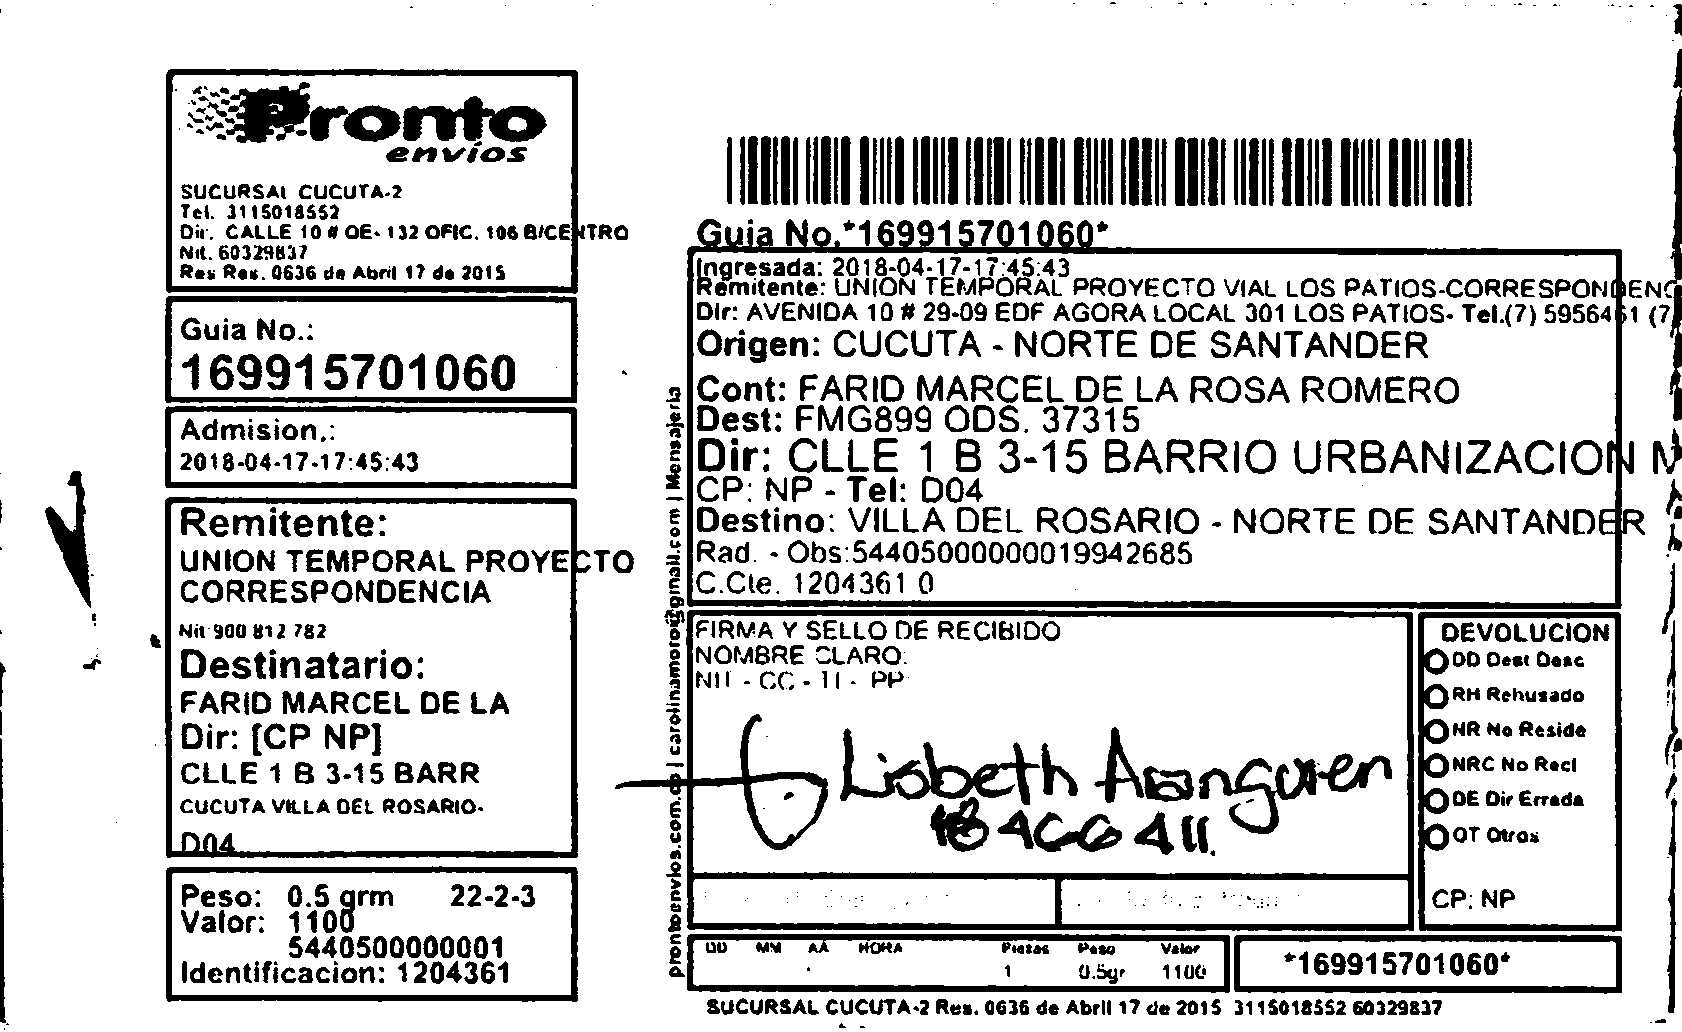 Pronto
envíos
SUCURSAL CUCUTA-2
Tel. 3115018552
Dir. CALLE 10 # OE- 132 OFIC. 106 B/CENTRO
Nit. 60329837
Res Res. 0636 de Abril 17 de 2015
Guia No.:
169915701060
Admision.:
2018-04-17-17:45:43
Remitente:
UNION TEMPORAL PROYECTO
CORRESPONDENCIA
Nit 900 812 782
Destinatario:
FARID MARCEL DE LA
Dir: [CP NP]
CLLE 1 B 3-15 BARR
CUCUTA VILLA DEL ROSARIO-
D04
Peso: 0.5 grm 22-2-3
Valor: 1100
5440500000001
Identificacion: 1204361
prontoenvios.com.co | carolinamoro@gmail.com | Mensajeria
Guia No.*169915701060*
Ingresada: 2018-04-17-17:45:43
Remitente: UNION TEMPORAL PROYECTO VIAL LOS PATIOS-CORRESPONDENC
Dir: AVENIDA 10 # 29-09 EDF AGORA LOCAL 301 LOS PATIOS- Tel.(7) 5956461 (7
Origen: CUCUTA - NORTE DE SANTANDER
Cont: FARID MARCEL DE LA ROSA ROMERO
Dest: FMG899 ODS. 37315
Dir: CLLE 1 B 3-15 BARRIO URBANIZACION M
CP: NP - Tel: D04
Destino: VILLA DEL ROSARIO - NORTE DE SANTANDER
Rad. - Obs:54405000000019942685
C.Cte. 1204361 0
FIRMA Y SELLO DE RECIBIDO
NOMBRE CLARO:
NIT - CC - TI - PP
Lisbeth Aranguren
DEVOLUCION
DD Dest Desc
RH Rehusado
NR No Reside
NRC No Recl
DE Dir Errada
OT Otros
CP: NP
DD MM AA HORA Piezas Peso Valor
1 0.5gr 1100
*169915701060*
SUCURSAL CUCUTA-2 Res. 0636 de Abril 17 de 2015 3115018552 60329837